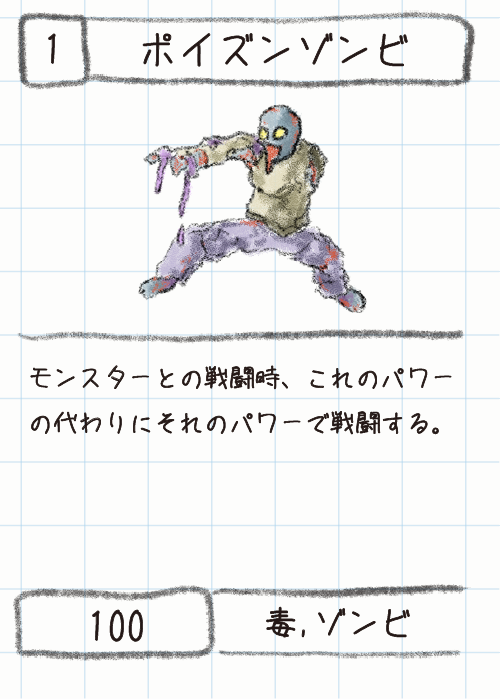 1
ポイズンゾンビ
モンスターとの戦闘時、これのパワー
の代わりにそれのパワーで戦闘する。
100
毒,ゾンビ